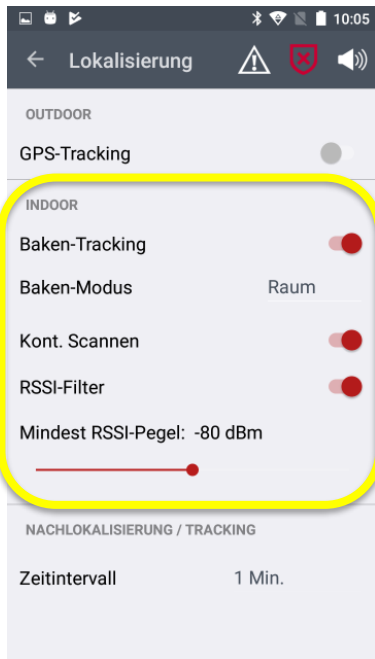 10:05
Lokalisierung
OUTDOOR
GPS-Tracking
INDOOR
Baken-Tracking
Baken-Modus Raum
Kont. Scannen
RSSI-Filter
Mindest RSSI-Pegel: -80 dBm
NACHLOKALISIERUNG / TRACKING
Zeitintervall 1 Min.